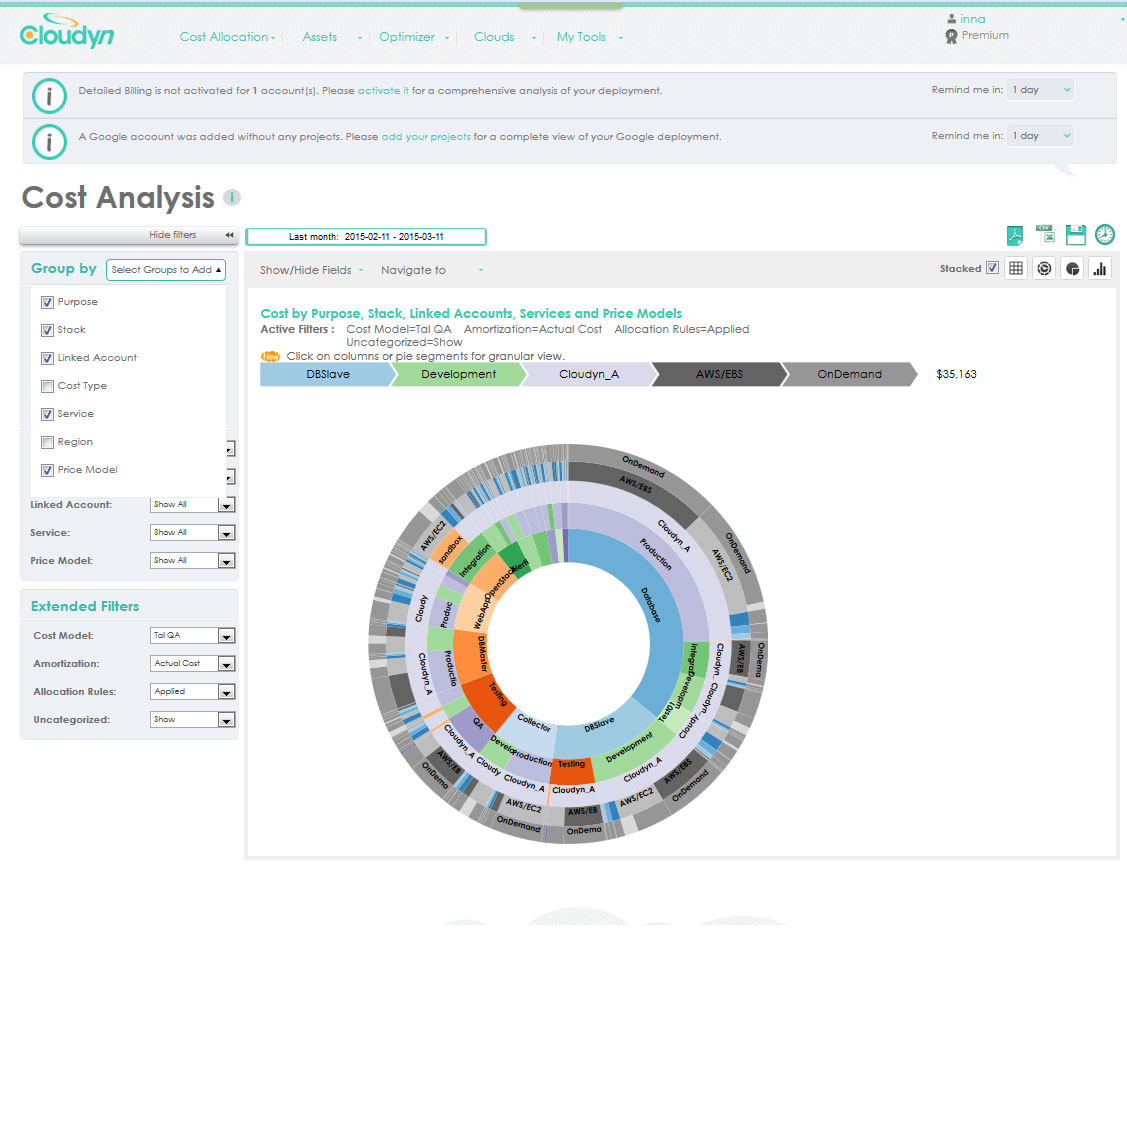 Cloudyn
Cost Allocation
Assets
Optimizer
Clouds
My Tools
inna
Premium
Detailed Billing is not activated for 1 account(s). Please activate it for a comprehensive analysis of your deployment.
Remind me in: 1 day
A Google account was added without any projects. Please add your projects for a complete view of your Google deployment.
Remind me in: 1 day
Cost Analysis
Hide filters
Last month: 2015-02-11 - 2015-03-11
CSV
Group by Select Groups to Add
Purpose
Stack
Linked Account
Cost Type
Service
Region
Price Model
Linked Account: Show All
Service: Show All
Price Model: Show All
Extended Filters
Cost Model: Tal QA
Amortization: Actual Cost
Allocation Rules: Applied
Uncategorized: Show
Show/Hide Fields
Navigate to
Stacked
Cost by Purpose, Stack, Linked Accounts, Services and Price Models
Active Filters : Cost Model=Tal QA Amortization=Actual Cost Allocation Rules=Applied
Uncategorized=Show
New Click on columns or pie segments for granular view.
DBSlave
Development
Cloudyn_A
AWS/EBS
OnDemand
$35,163
OnDemand
AWS/EBS
Cloudyn_A
Production
Database
OnDemand
AWS/EC2
Integrat
Cloudyn.
AWS/EB
OnDema
Developm
Cloudyn.
Test01
Cloudy
DBSlave
Development
Cloudyn_A
AWS/EBS
OnDemand
AWS/EC2
Testing
Cloudyn_A
AWS/EB
OnDema
Collector
Production
Cloudyn_A
AWS/EC2
OnDemand
Develo
Cloudy
Testing
QA
Cloudyn_A
AWS/EB
OnDema
DBMaster
Productio
Cloudyn_A
WebApp
Produc
Cloudy
OpenStack
Integration
sandbox
AWS/EC2